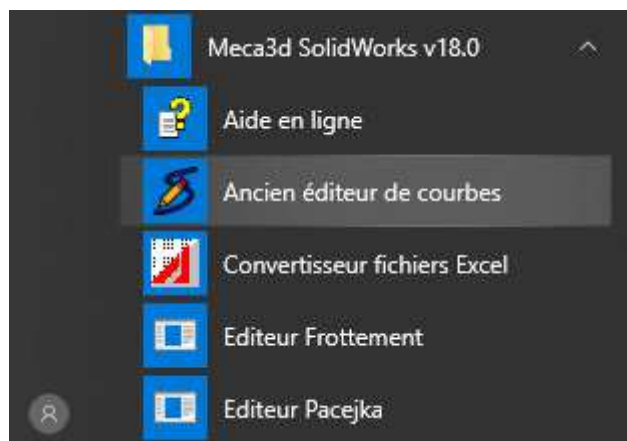 Meca3d SolidWorks v18.0
Aide en ligne
Ancien éditeur de courbes
Convertisseur fichiers Excel
Editeur Frottement
Editeur Pacejka